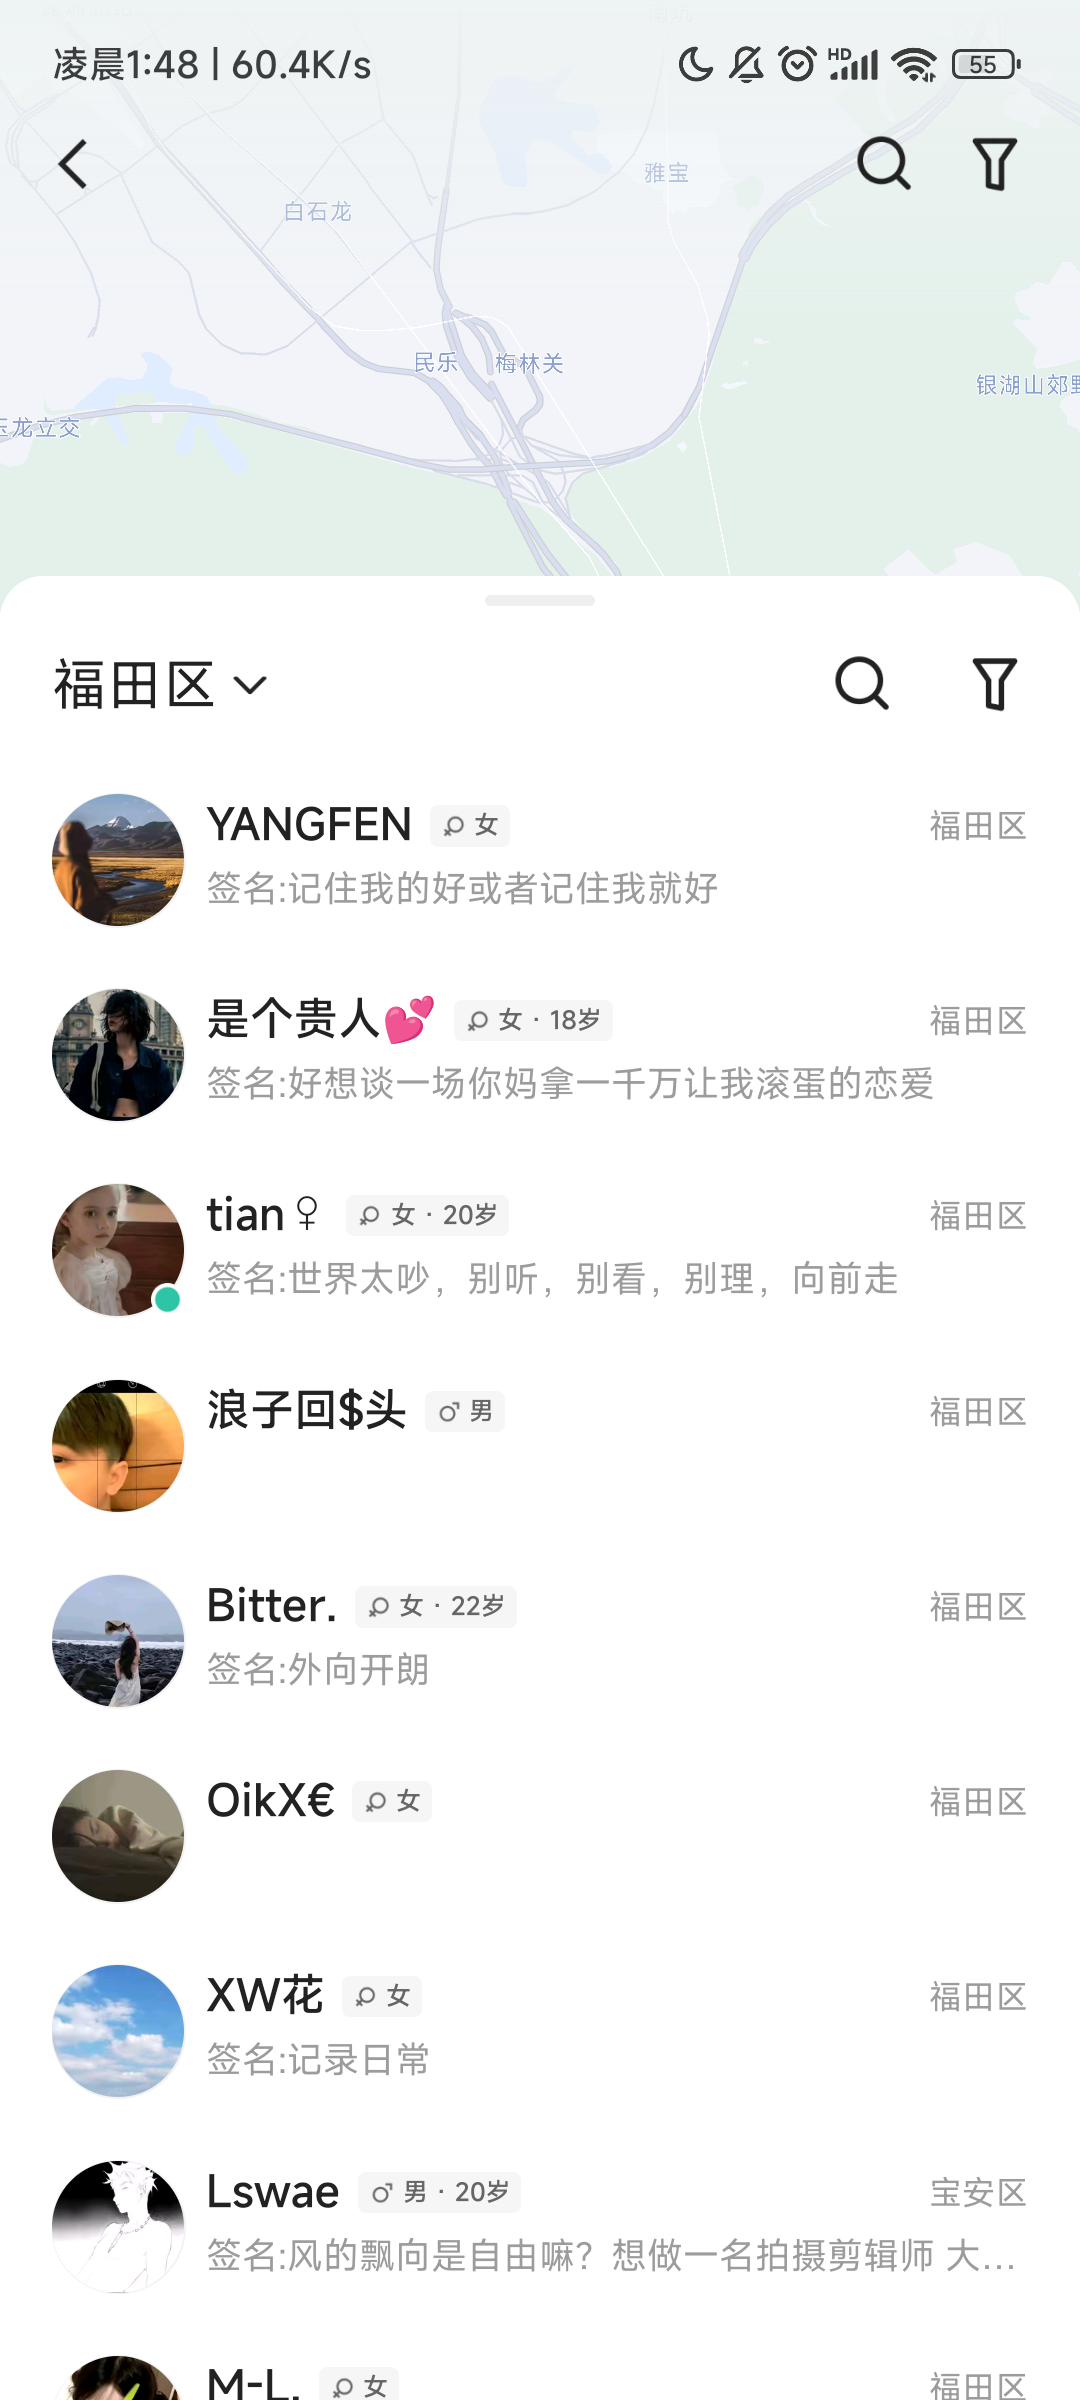 凌晨1:48 | 60.4K/s
HD
55
雅宝
白石龙
民乐 梅林关
银湖山郊野
龙立交
福田区
YANGFEN 女 福田区
签名:记住我的好或者记住我就好
是个贵人💕 女 · 18岁 福田区
签名:好想谈一场你妈拿一千万让我滚蛋的恋爱
tian♀ 女 · 20岁 福田区
签名:世界太吵，别听，别看，别理，向前走
浪子回$头 男 福田区
Bitter. 女 · 22岁 福田区
签名:外向开朗
OikX€ 女 福田区
XW花 女 福田区
签名:记录日常
Lswae 男 · 20岁 宝安区
签名:风的飘向是自由嘛？想做一名拍摄剪辑师 大...
M-L. 女 福田区